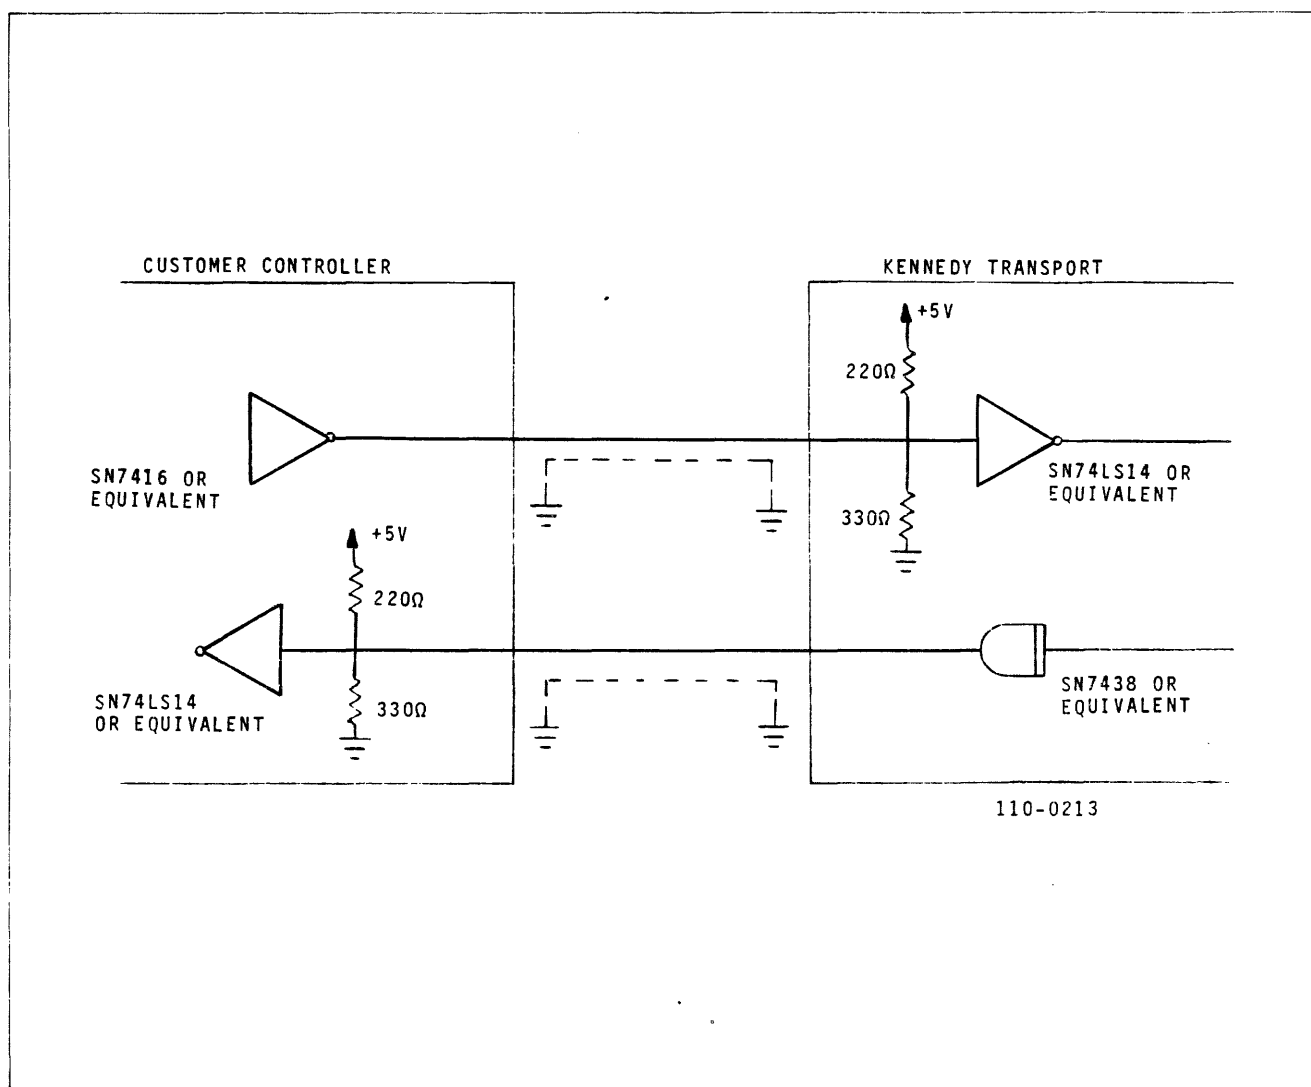 CUSTOMER CONTROLLER
KENNEDY TRANSPORT
+5V
220Ω
SN7416 OR
EQUIVALENT
SN74LS14 OR
EQUIVALENT
330Ω
+5V
220Ω
SN74LS14
OR EQUIVALENT
330Ω
SN7438 OR
EQUIVALENT
110-0213